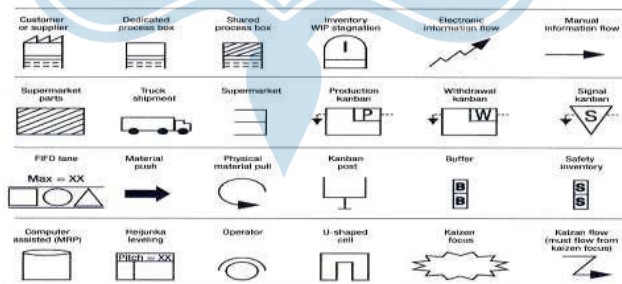 Customer or supplier
Dedicated process box
Shared process box
Inventory WIP stagnation
Electronic information flow
Manual information flow
I
Supermarket parts
Truck shipment
Supermarket
Production kanban
Withdrawal kanban
Signal kanban
P
W
S
FIFO lane
Material push
Physical material pull
Kanban post
Buffer
Safety inventory
Max = XX
B
B
S
S
Computer assisted (MRP)
Heijunka leveling
Operator
U-shaped cell
Kaizen focus
Kaizan flow (must flow from kaizen focus)
Pitch = XX